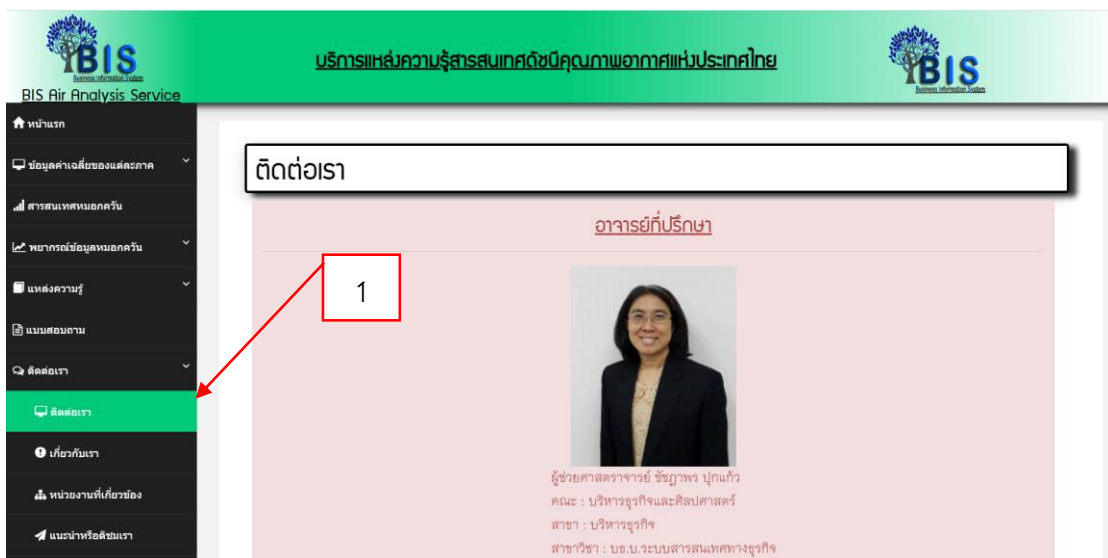 BIS
Business Information System
BIS Air Analysis Service
บริการแหล่งความรู้สารสนเทศดัชนีคุณภาพอากาศแห่งประเทศไทย
BIS
Business Information System
หน้าแรก
ข้อมูลค่าเฉลี่ยของแต่ละภาค
สารสนเทศหมอกควัน
พยากรณ์ข้อมูลหมอกควัน
แหล่งความรู้
แบบสอบถาม
ติดต่อเรา
ติดต่อเรา
เกี่ยวกับเรา
หน่วยงานที่เกี่ยวข้อง
แนะนำหรือติชมเรา
ติดต่อเรา
อาจารย์ที่ปรึกษา
1
ผู้ช่วยศาสตราจารย์ ชัชฎาพร ปุกแก้ว
คณะ : บริหารธุรกิจและศิลปศาสตร์
สาขา : บริหารธุรกิจ
สาขาวิชา : บธ.บ.ระบบสารสนเทศทางธุรกิจ